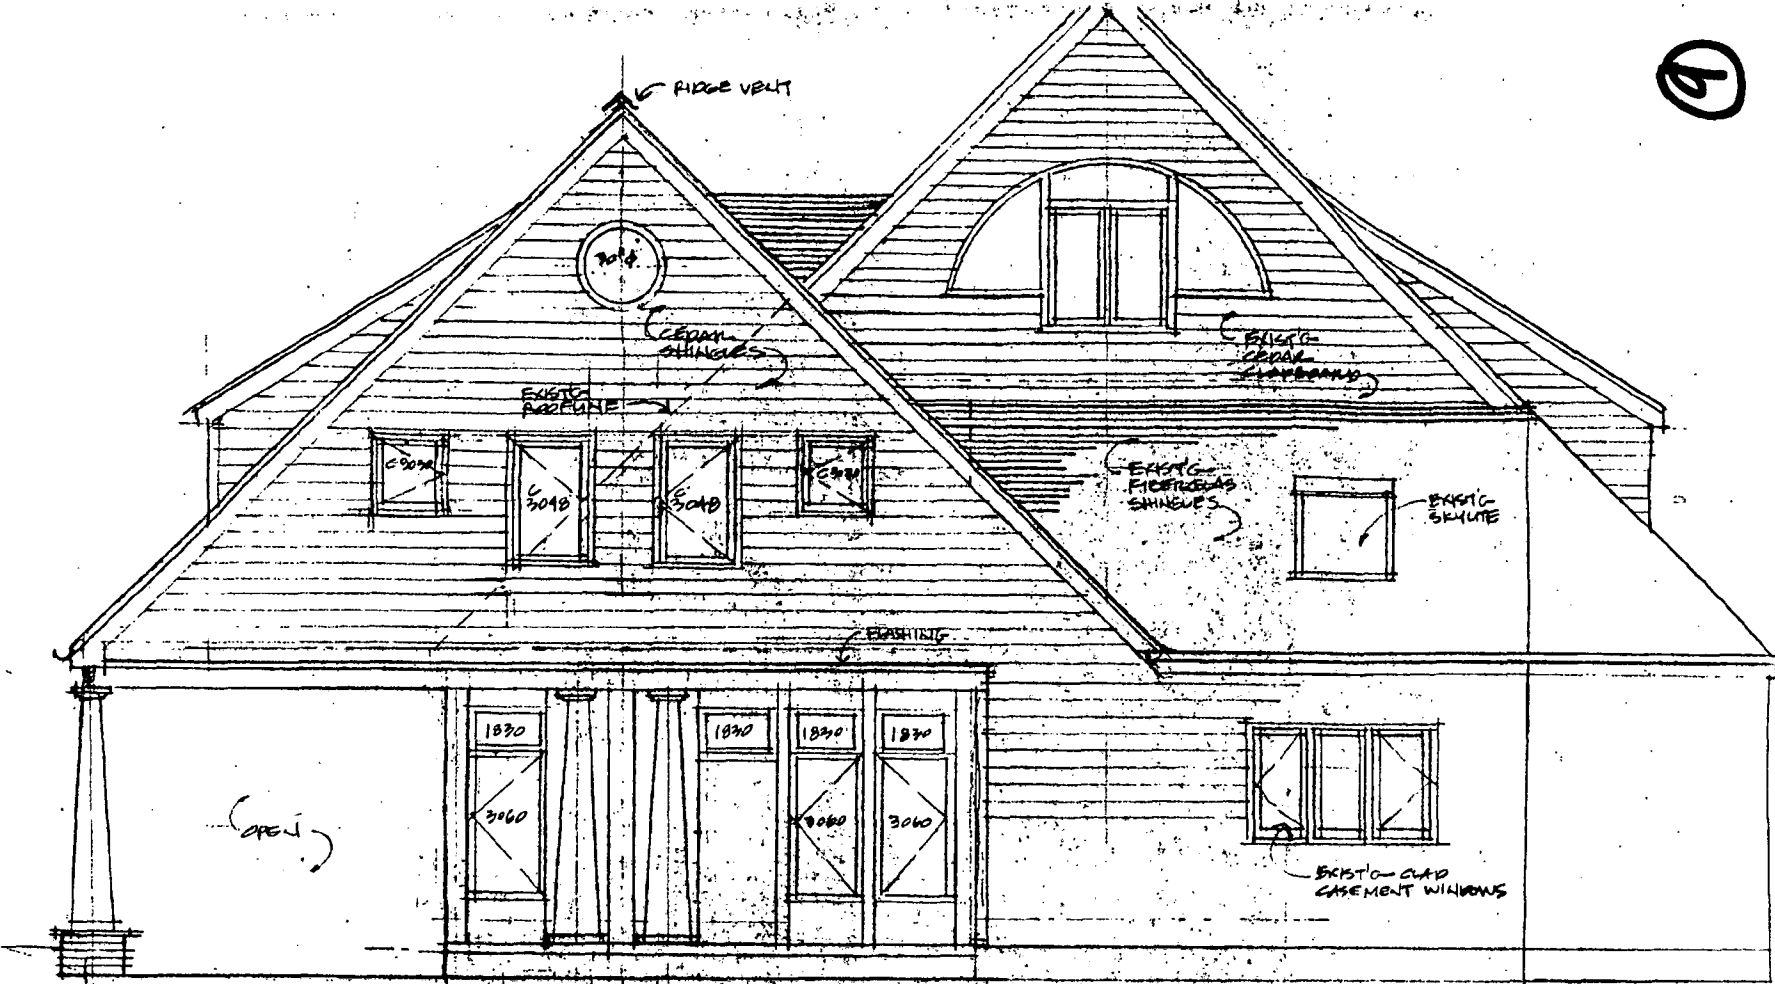 9
RIDGE VENT
CEDAR
SHINGLES
EXIST'G
ROOFLINE
EXIST'G
CEDAR
CLAPBOARD
C3030
C
3048
C
3048
C3030
EXIST'G
FIBERGLAS
SHINGLES
EXIST'G
SKYLITE
FLASHING
1830
1830
1830
1830
3060
3060
3060
OPEN
EXIST'G CLAD
CASEMENT WINDOWS